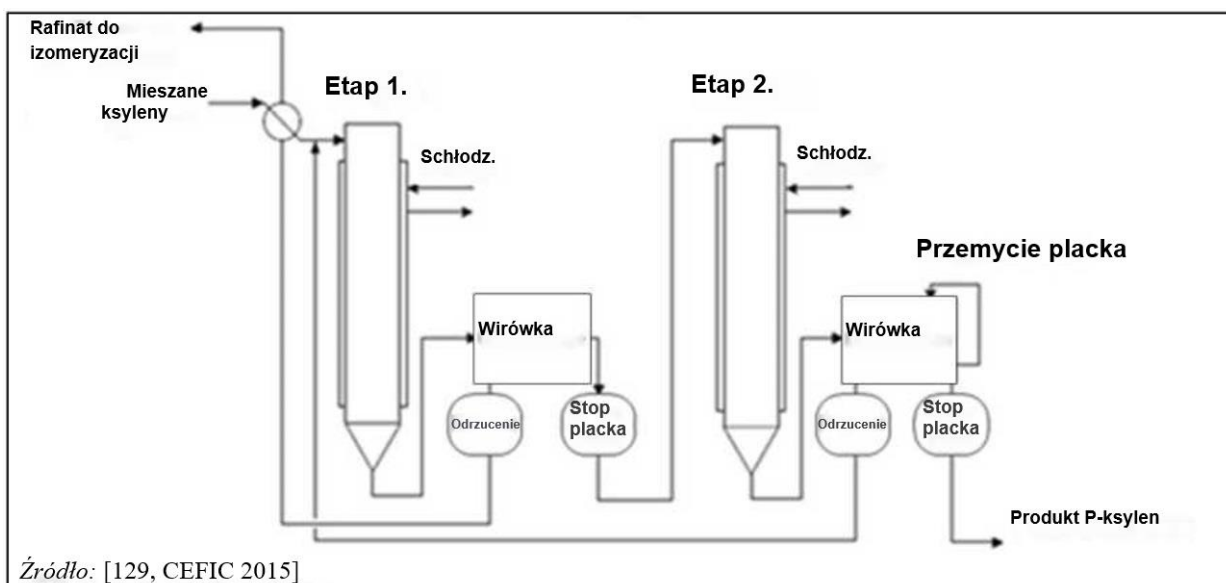 Rafinat do
izomeryzacji
Mieszane
ksyleny
Etap 1.
Etap 2.
Schłodz.
Schłodz.
Przemycie placka
Wirówka
Wirówka
Odrzucenie
Stop
placka
Odrzucenie
Stop
placka
Produkt P-ksylen
Źródło: [129, CEFIC 2015]